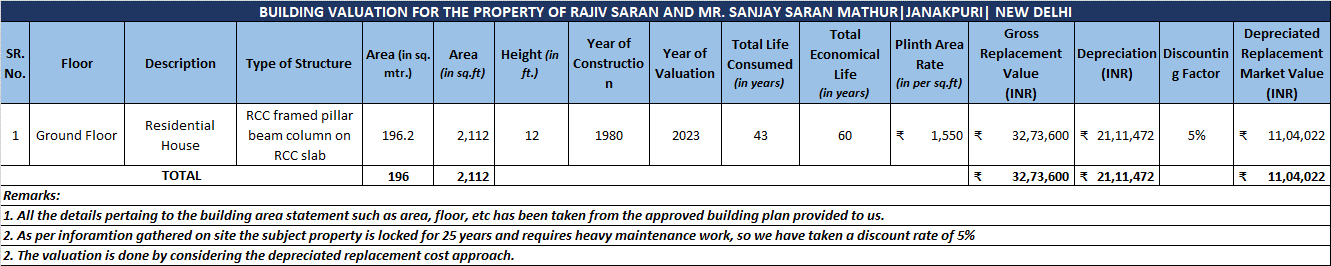 BUILDING VALUATION FOR THE PROPERTY OF RAJIV SARAN AND MR. SANJAY SARAN MATHUR|JANAKPURI| NEW DELHI
SR. No. Floor Description Type of Structure Area (in sq. mtr.) Area (in sq.ft) Height (in ft.) Year of Constructio n Year of Valuation Total Life Consumed (in years) Total Economical Life (in years) Plinth Area Rate (in per sq.ft) Gross Replacement Value (INR) Depreciation (INR) Discountin g Factor Depreciated Replacement Market Value (INR)
1 Ground Floor Residential House RCC framed pillar beam column on RCC slab 196.2 2,112 12 1980 2023 43 60 ₹ 1,550 ₹ 32,73,600 ₹ 21,11,472 5% ₹ 11,04,022
TOTAL 196 2,112 ₹ 32,73,600 ₹ 21,11,472 ₹ 11,04,022
Remarks:
1. All the details pertaing to the building area statement such as area, floor, etc has been taken from the approved building plan provided to us.
2. As per inforamtion gathered on site the subject property is locked for 25 years and requires heavy maintenance work, so we have taken a discount rate of 5%
2. The valuation is done by considering the depreciated replacement cost approach.